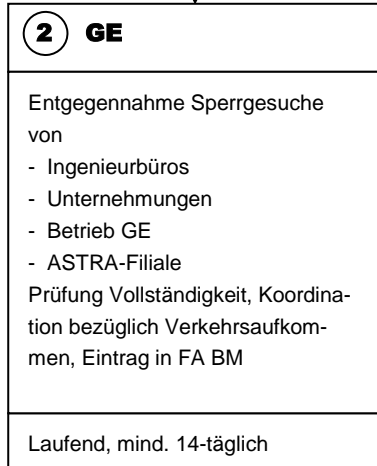 2 GE
Entgegennahme Sperrgesuche
von
- Ingenieurbüros
- Unternehmungen
- Betrieb GE
- ASTRA-Filiale
Prüfung Vollständigkeit, Koordina-
tion bezüglich Verkehrsaufkom-
men, Eintrag in FA BM
Laufend, mind. 14-täglich